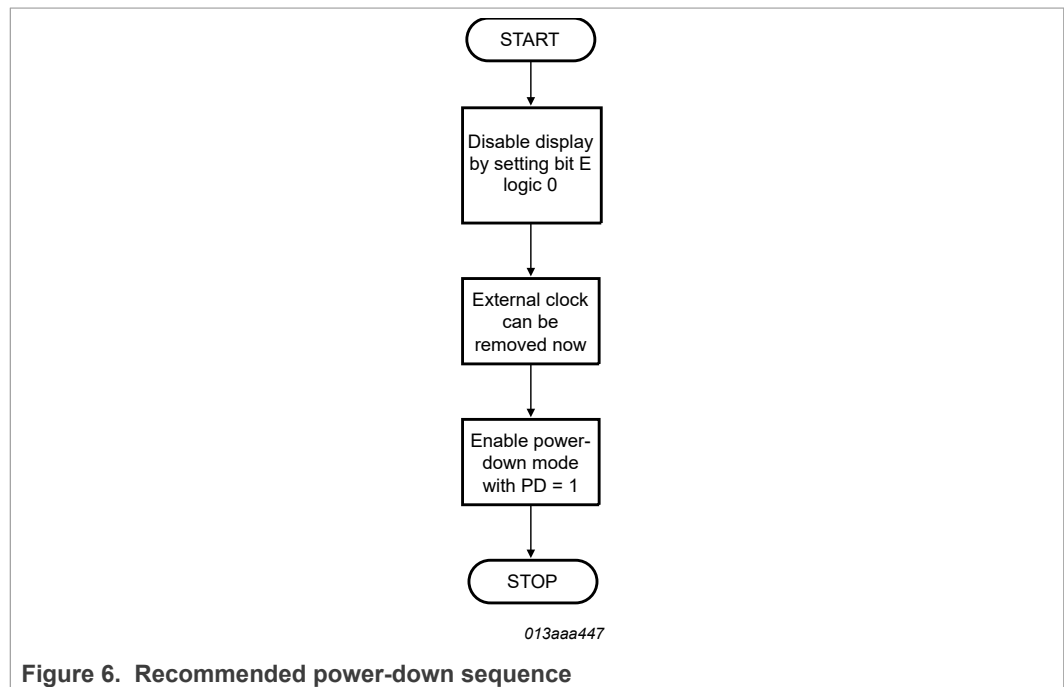 START
Disable display
by setting bit E
logic 0
External clock
can be
removed now
Enable power-
down mode
with PD = 1
STOP
013aaa447
Figure 6. Recommended power-down sequence